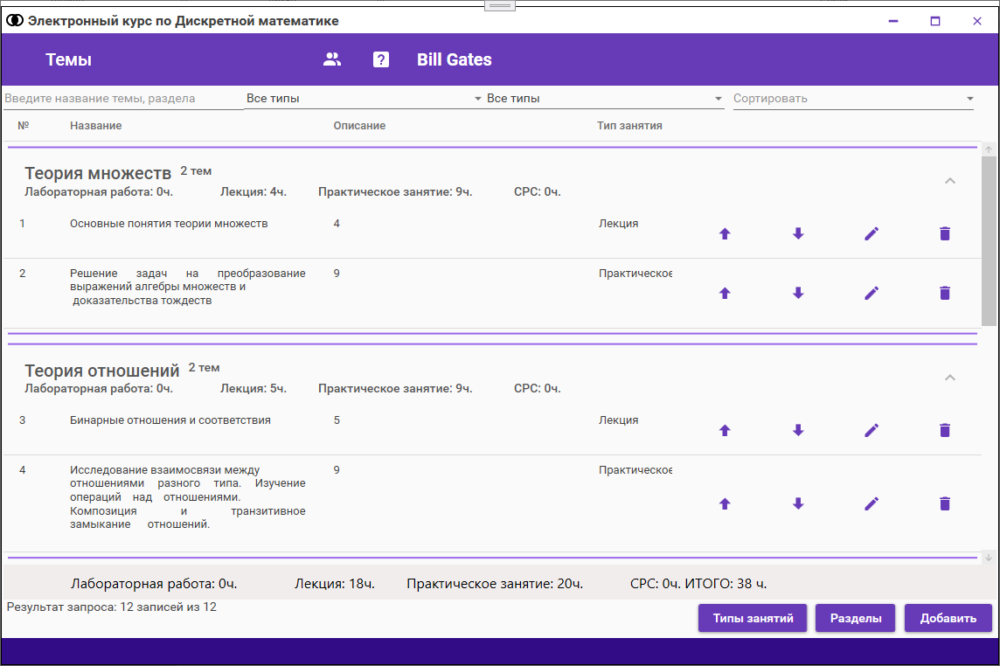 Электронный курс по Дискретной математике
Темы Bill Gates
Введите название темы, раздела Все типы Все типы Сортировать
№ Название Описание Тип занятия
Теория множеств 2 тем
Лабораторная работа: 0ч. Лекция: 4ч. Практическое занятие: 9ч. СРС: 0ч.
1 Основные понятия теории множеств 4 Лекция
2 Решение задач на преобразование 9 Практическое
выражений алгебры множеств и
доказательства тождеств
Теория отношений 2 тем
Лабораторная работа: 0ч. Лекция: 5ч. Практическое занятие: 9ч. СРС: 0ч.
3 Бинарные отношения и соответствия 5 Лекция
4 Исследование взаимосвязи между 9 Практическое
отношениями разного типа. Изучение
операций над отношениями.
Композиция и транзитивное
замыкание отношений.
Лабораторная работа: 0ч. Лекция: 18ч. Практическое занятие: 20ч. СРС: 0ч. ИТОГО: 38 ч.
Результат запроса: 12 записей из 12
Типы занятий Разделы Добавить